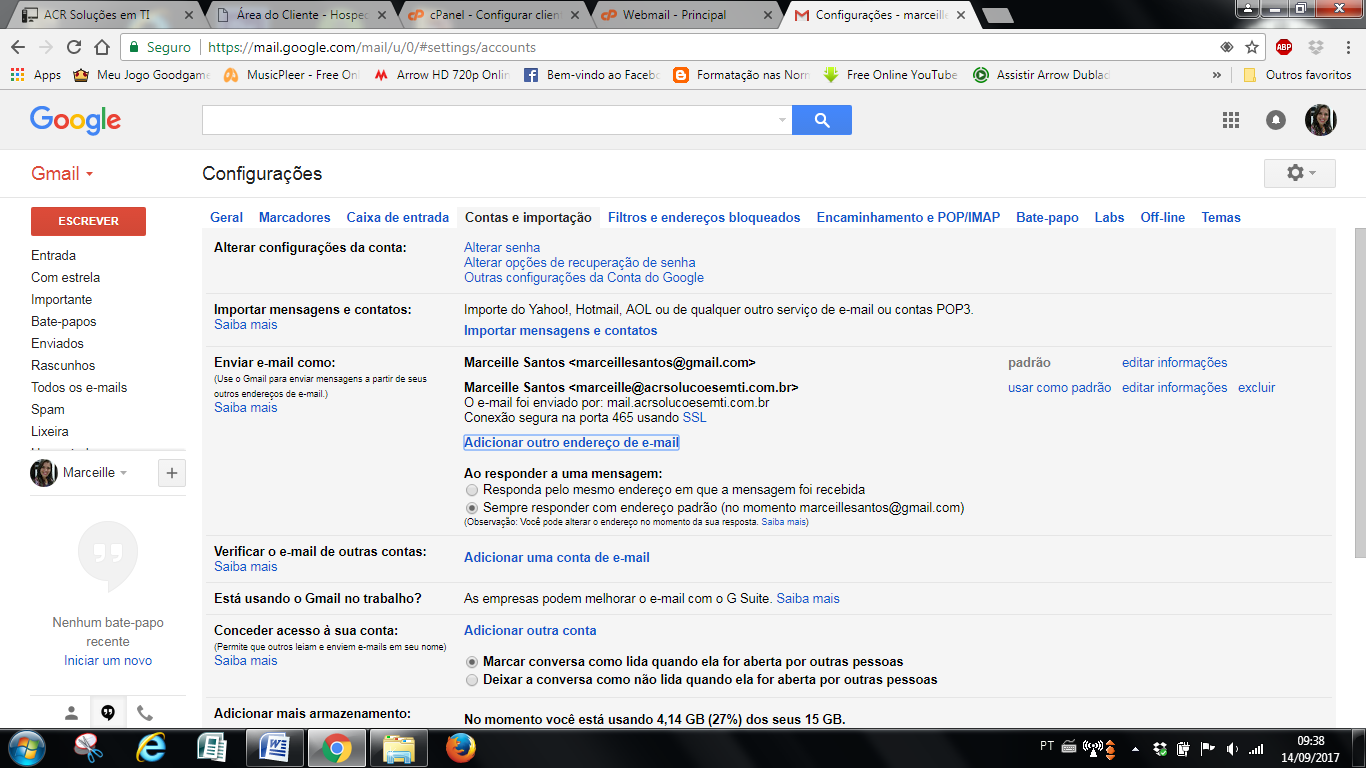 ACR Soluções em TI
Área do Cliente - Hospec
cPanel - Configurar clien
Webmail - Principal
Configurações - marceille
Seguro
https://mail.google.com/mail/u/0/#settings/accounts
ABP
Apps
Meu Jogo Goodgame
MusicPleer - Free Onl
Arrow HD 720p Onlin
Bem-vindo ao Facebo
Formatação nas Norm
Free Online YouTube
Assistir Arrow Dublad
»
Outros favoritos
Google
Gmail
Configurações
ESCREVER
Entrada
Com estrela
Importante
Bate-papos
Enviados
Rascunhos
Todos os e-mails
Spam
Lixeira
Marceille
Nenhum bate-papo
recente
Iniciar um novo
Geral Marcadores Caixa de entrada Contas e importação Filtros e endereços bloqueados Encaminhamento e POP/IMAP Bate-papo Labs Off-line Temas
Alterar configurações da conta:
Alterar senha
Alterar opções de recuperação de senha
Outras configurações da Conta do Google
Importar mensagens e contatos:
Saiba mais
Importe do Yahoo!, Hotmail, AOL ou de qualquer outro serviço de e-mail ou contas POP3.
Importar mensagens e contatos
Enviar e-mail como:
(Use o Gmail para enviar mensagens a partir de seus
outros endereços de e-mail.)
Saiba mais
Marceille Santos <marceillesantos@gmail.com> padrão editar informações
Marceille Santos <marceille@acrsolucoesemti.com.br> usar como padrão editar informações excluir
O e-mail foi enviado por: mail.acrsolucoesemti.com.br
Conexão segura na porta 465 usando SSL
Adicionar outro endereço de e-mail
Ao responder a uma mensagem:
Responda pelo mesmo endereço em que a mensagem foi recebida
Sempre responder com endereço padrão (no momento marceillesantos@gmail.com)
(Observação: Você pode alterar o endereço no momento da sua resposta. Saiba mais)
Verificar o e-mail de outras contas:
Saiba mais
Adicionar uma conta de e-mail
Está usando o Gmail no trabalho?
As empresas podem melhorar o e-mail com o G Suite. Saiba mais
Conceder acesso à sua conta:
(Permite que outros leiam e enviem e-mails em seu nome)
Saiba mais
Adicionar outra conta
Marcar conversa como lida quando ela for aberta por outras pessoas
Deixar a conversa como não lida quando ela for aberta por outras pessoas
Adicionar mais armazenamento:
No momento você está usando 4,14 GB (27%) dos seus 15 GB.
PT
09:38
14/09/2017